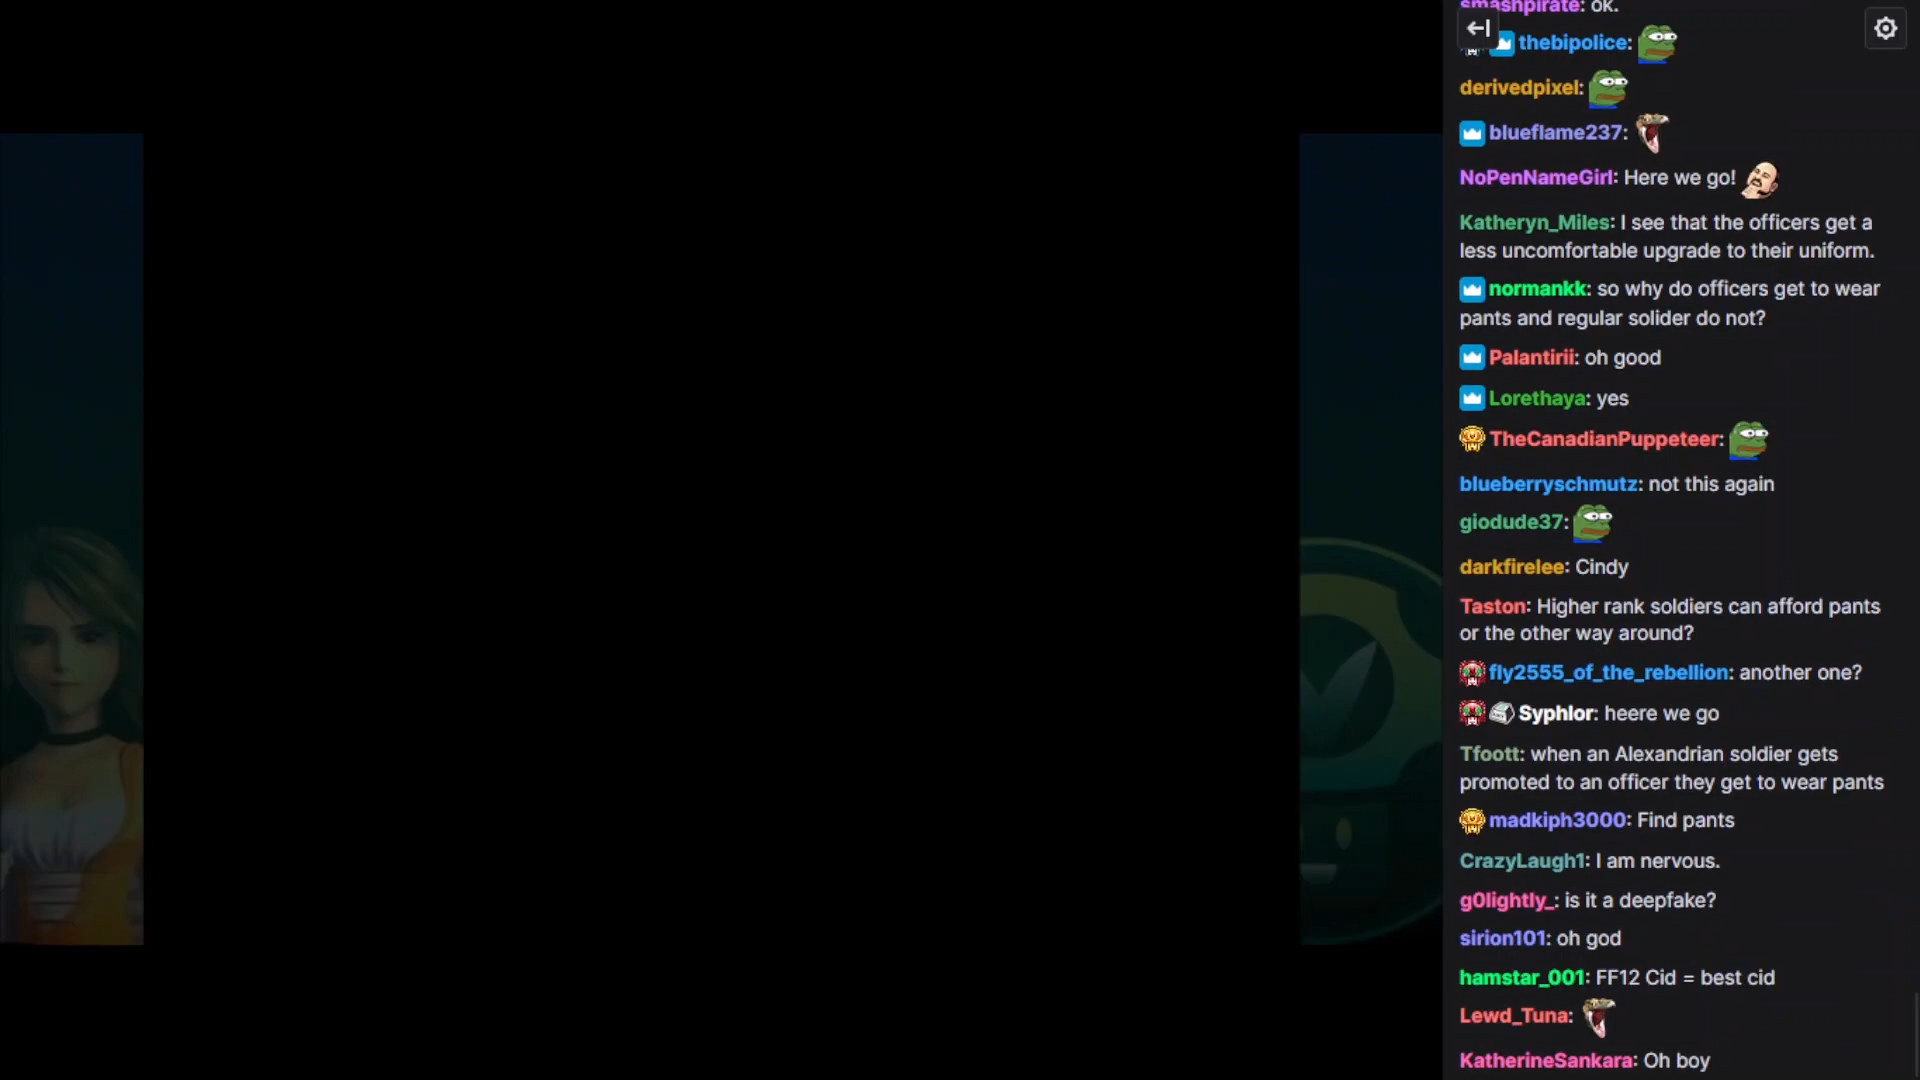 smashpirate: ok.
thebipolice:
derivedpixel:
blueflame237:
NoPenNameGirl: Here we go!
Katheryn_Miles: I see that the officers get a
less uncomfortable upgrade to their uniform.
normankk: so why do officers get to wear
pants and regular solider do not?
Palantirii: oh good
Lorethaya: yes
TheCanadianPuppeteer:
blueberryschmutz: not this again
giodude37:
darkfirelee: Cindy
Taston: Higher rank soldiers can afford pants
or the other way around?
fly2555_of_the_rebellion: another one?
Syphlor: heere we go
Tfoott: when an Alexandrian soldier gets
promoted to an officer they get to wear pants
madkiph3000: Find pants
CrazyLaugh1: I am nervous.
g0lightly_: is it a deepfake?
sirion101: oh god
hamstar_001: FF12 Cid = best cid
Lewd_Tuna:
KatherineSankara: Oh boy